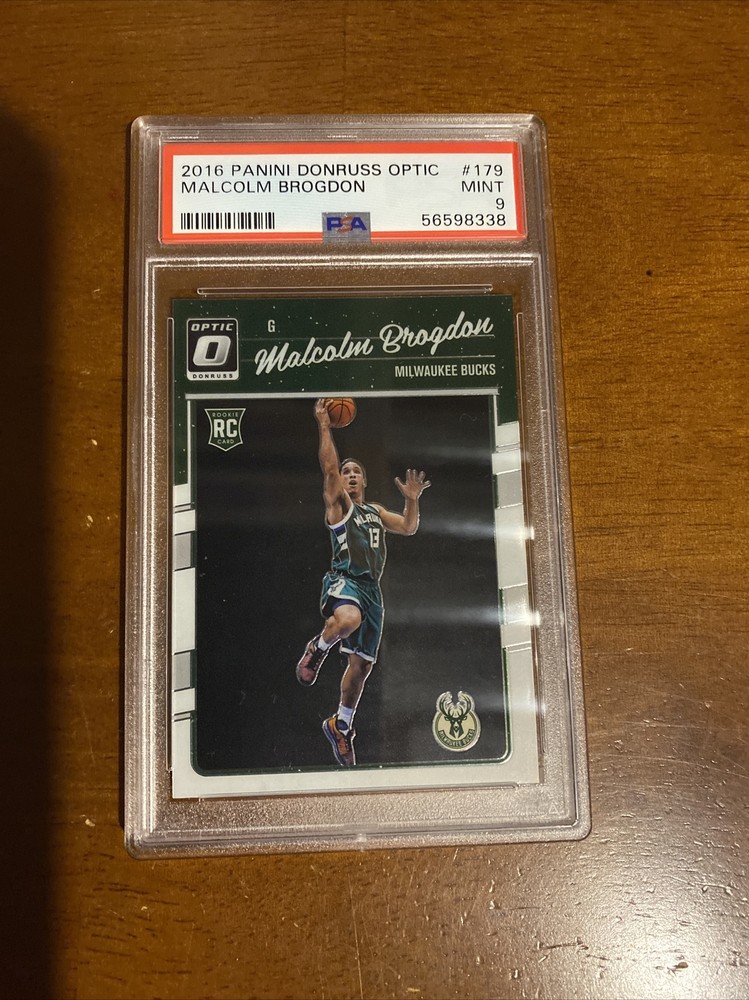 2016 PANINI DONRUSS OPTIC #179
MALCOLM BROGDON MINT
9
PSA 56598338
OPTIC
DONRUSS
G
Malcolm Brogdon
MILWAUKEE BUCKS
ROOKIE
RC
CARD
13
MILWAUKEE BUCKS